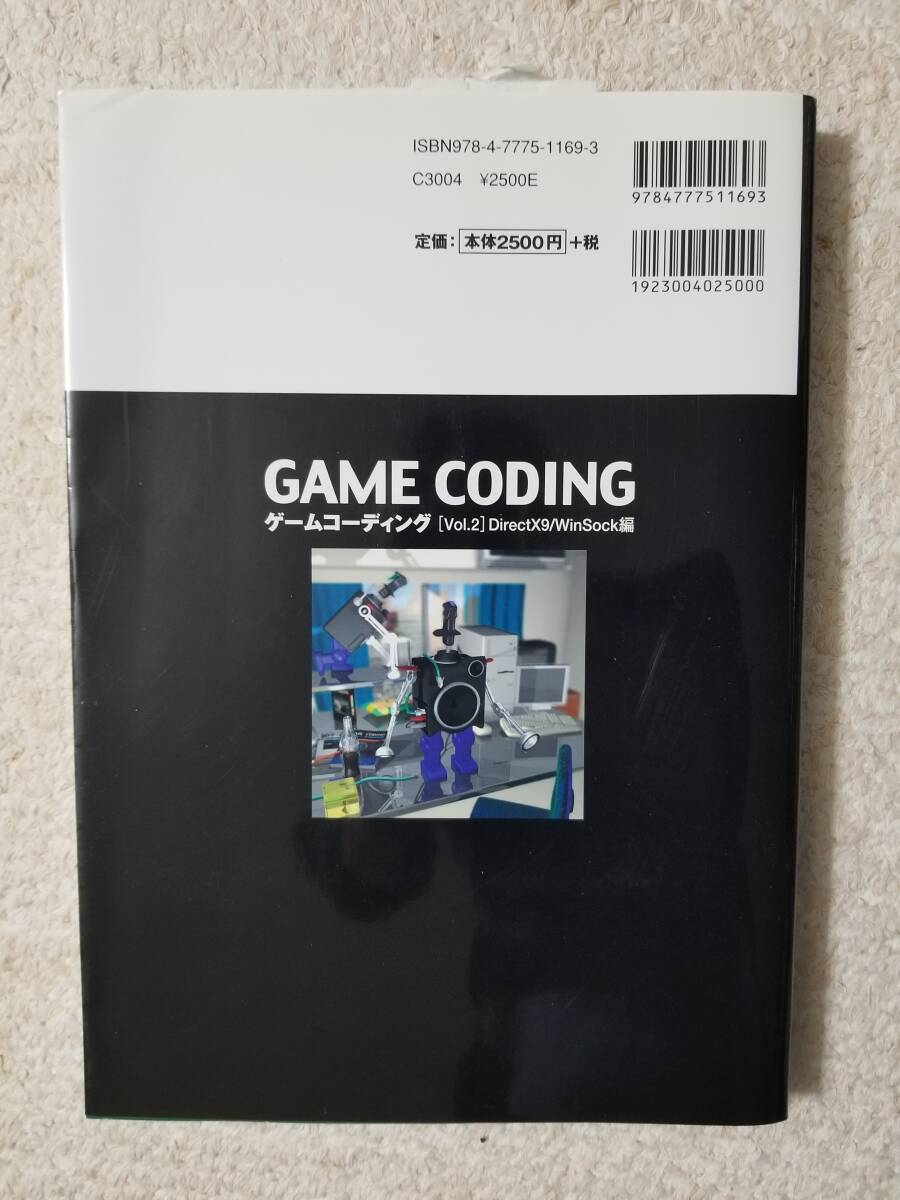 ISBN978-4-7775-1169-3
C3004 ¥2500E
9784777511693
定価：本体2500円+税
1923004025000
GAME CODING
ゲームコーディング［Vol.2］DirectX9/WinSock編